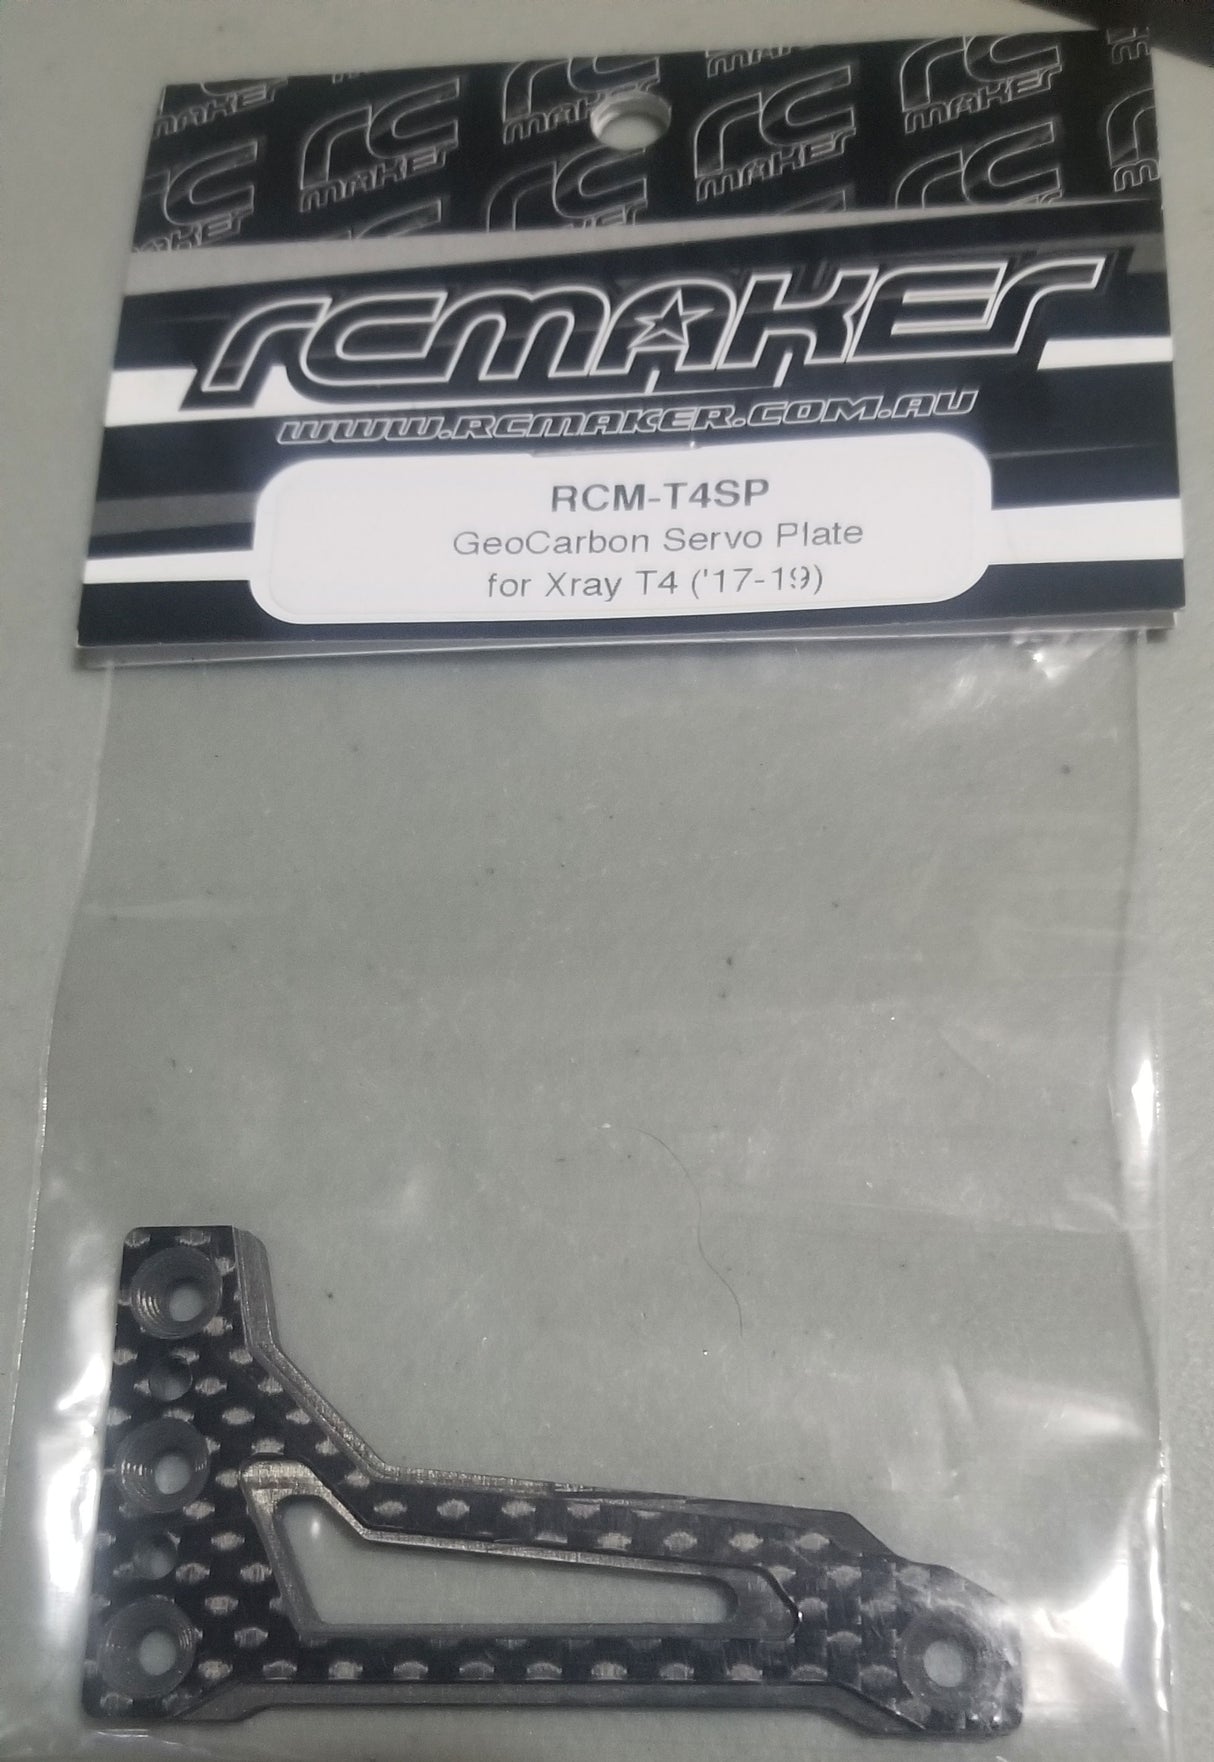 rc maker
rcmaker
www.rcmaker.com.au
RCM-T4SP
GeoCarbon Servo Plate
for Xray T4 ('17-19)